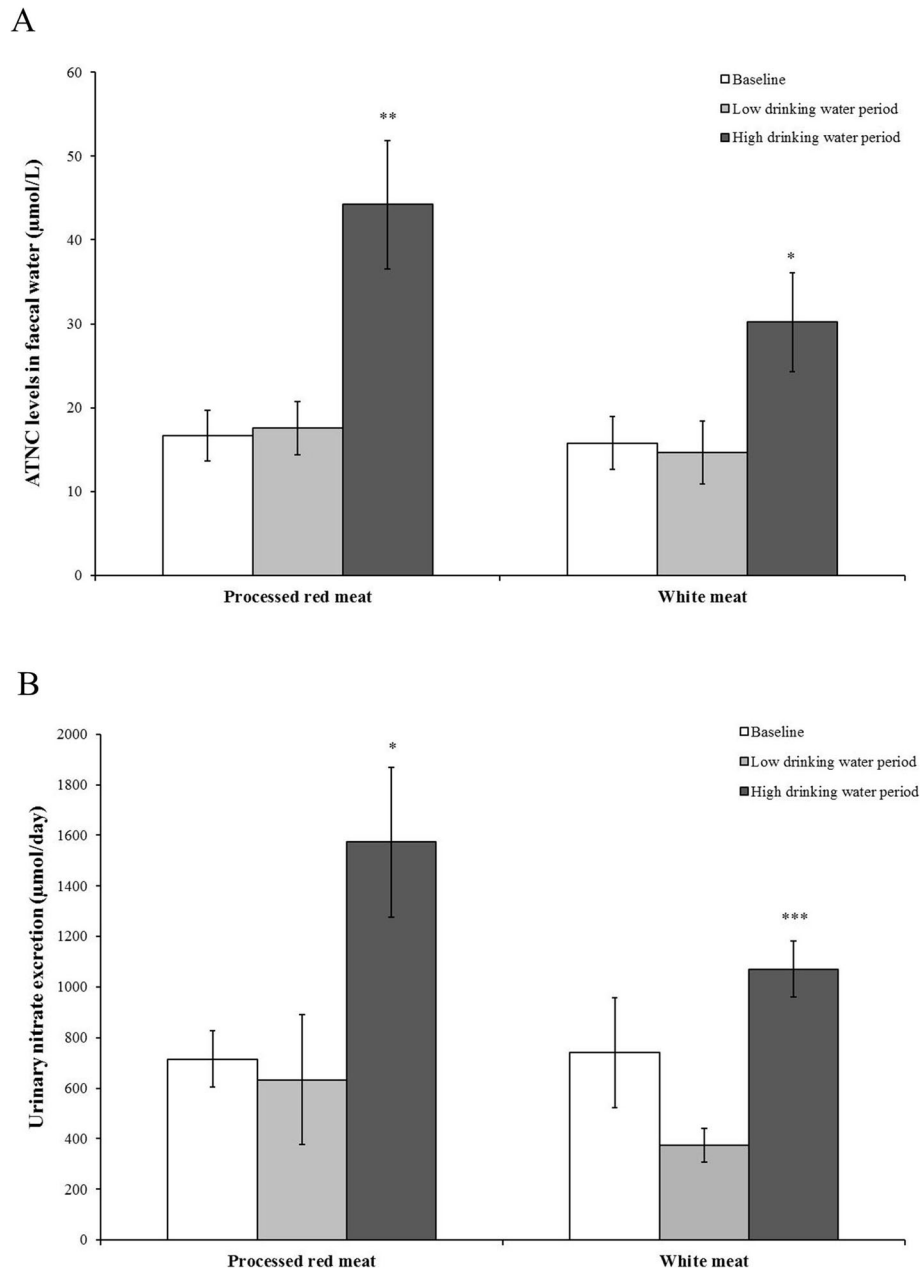 A
60
50
40
30
20
10
0
ATNC levels in faecal water (μmol/L)
Baseline
Low drinking water period
High drinking water period
**
*
Processed red meat
White meat
B
2000
1800
1600
1400
1200
1000
800
600
400
200
0
Urinary nitrate excretion (μmol/day)
Baseline
Low drinking water period
High drinking water period
*
***
Processed red meat
White meat